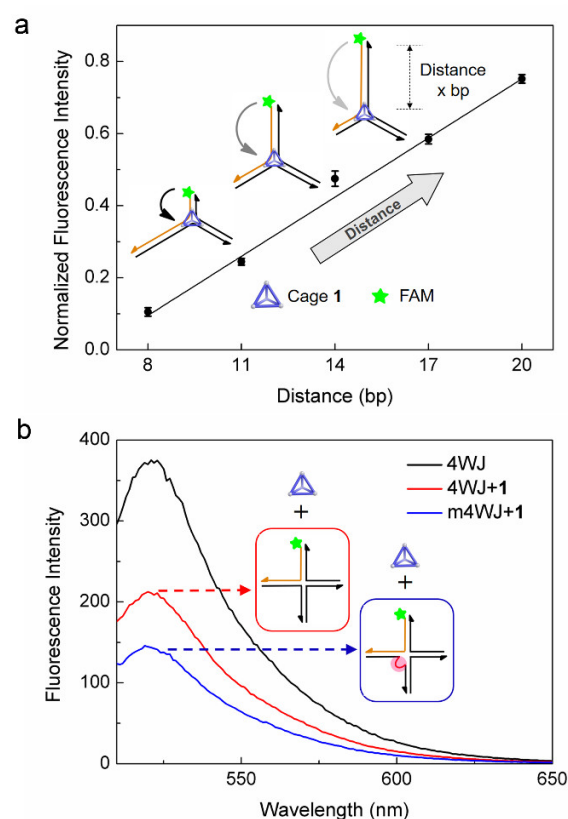 a
Normalized Fluorescence Intensity
0.8
0.6
0.4
0.2
0.0
Distance
x bp
Distance
Cage 1
FAM
8
11
14
17
20
Distance (bp)
b
Fluorescence Intensity
400
300
200
100
0
4WJ
4WJ+1
m4WJ+1
+
+
550
600
650
Wavelength (nm)